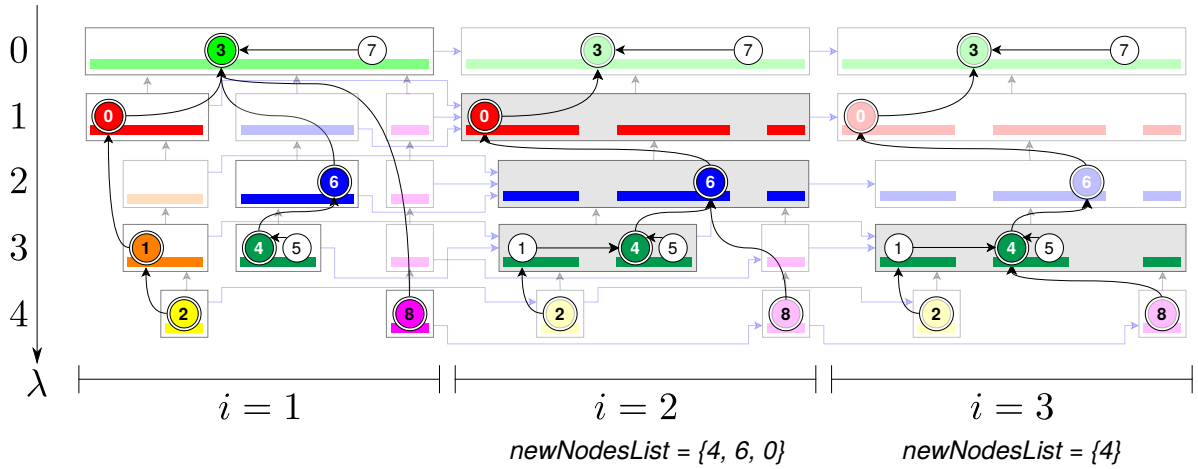 0 3 7 3 7 3 7
1 0 0 0
2 6 6 6
3 1 4 5 1 4 5 1 4 5
4 2 8 2 8 2 8
λ
i = 1 i = 2 i = 3
newNodesList = {4, 6, 0} newNodesList = {4}